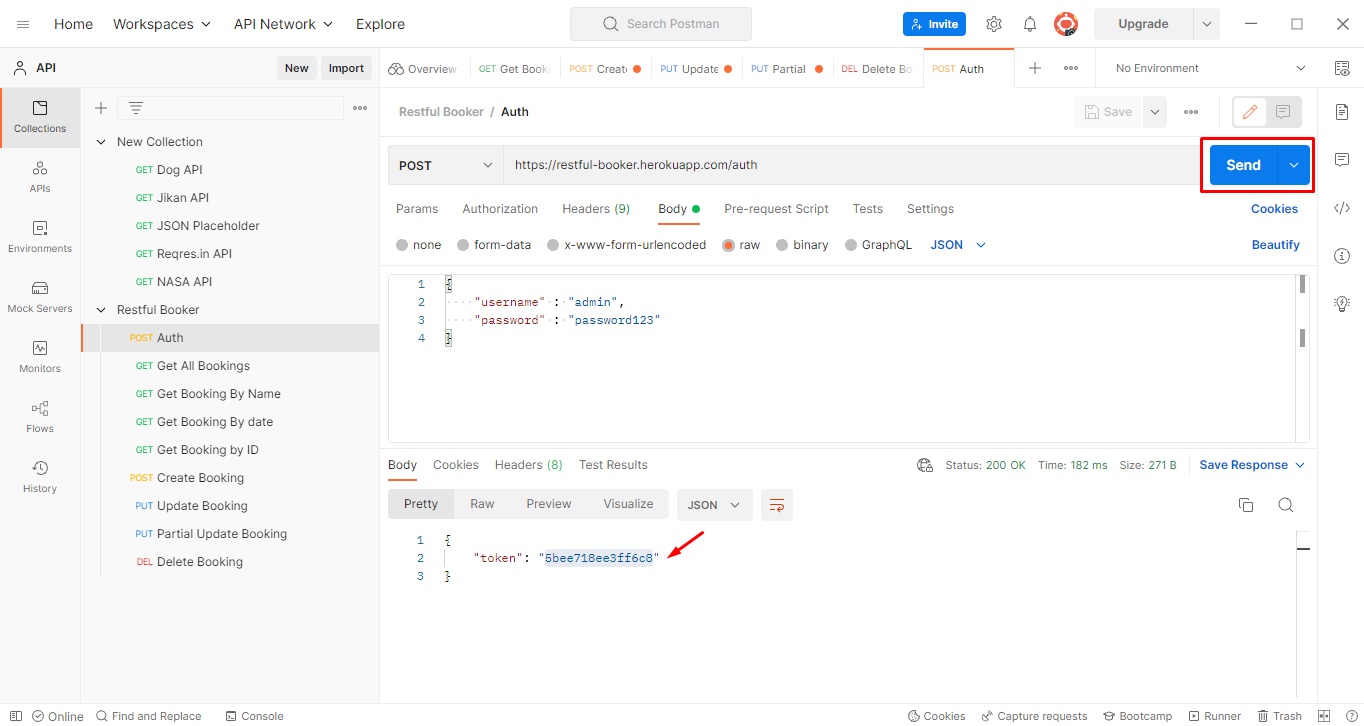 Home Workspaces API Network Explore Search Postman Invite Upgrade
API New Import Overview GET Get Book POST Create PUT Update PUT Partial DEL Delete Bo POST Auth No Environment
Collections
APIs
Environments
Mock Servers
Monitors
Flows
History
New Collection
GET Dog API
GET Jikan API
GET JSON Placeholder
GET Reqres.in API
GET NASA API
Restful Booker
POST Auth
GET Get All Bookings
GET Get Booking By Name
GET Get Booking By date
GET Get Booking by ID
POST Create Booking
PUT Update Booking
PUT Partial Update Booking
DEL Delete Booking
Restful Booker / Auth Save
POST https://restful-booker.herokuapp.com/auth Send
Params Authorization Headers (9) Body Pre-request Script Tests Settings Cookies
none form-data x-www-form-urlencoded raw binary GraphQL JSON Beautify
1 {
2 "username" : "admin",
3 "password" : "password123"
4 }
Body Cookies Headers (8) Test Results Status: 200 OK Time: 182 ms Size: 271 B Save Response
Pretty Raw Preview Visualize JSON
1 {
2 "token": "5bee718ee3ff6c8"
3 }
Online Find and Replace Console Cookies Capture requests Bootcamp Runner Trash